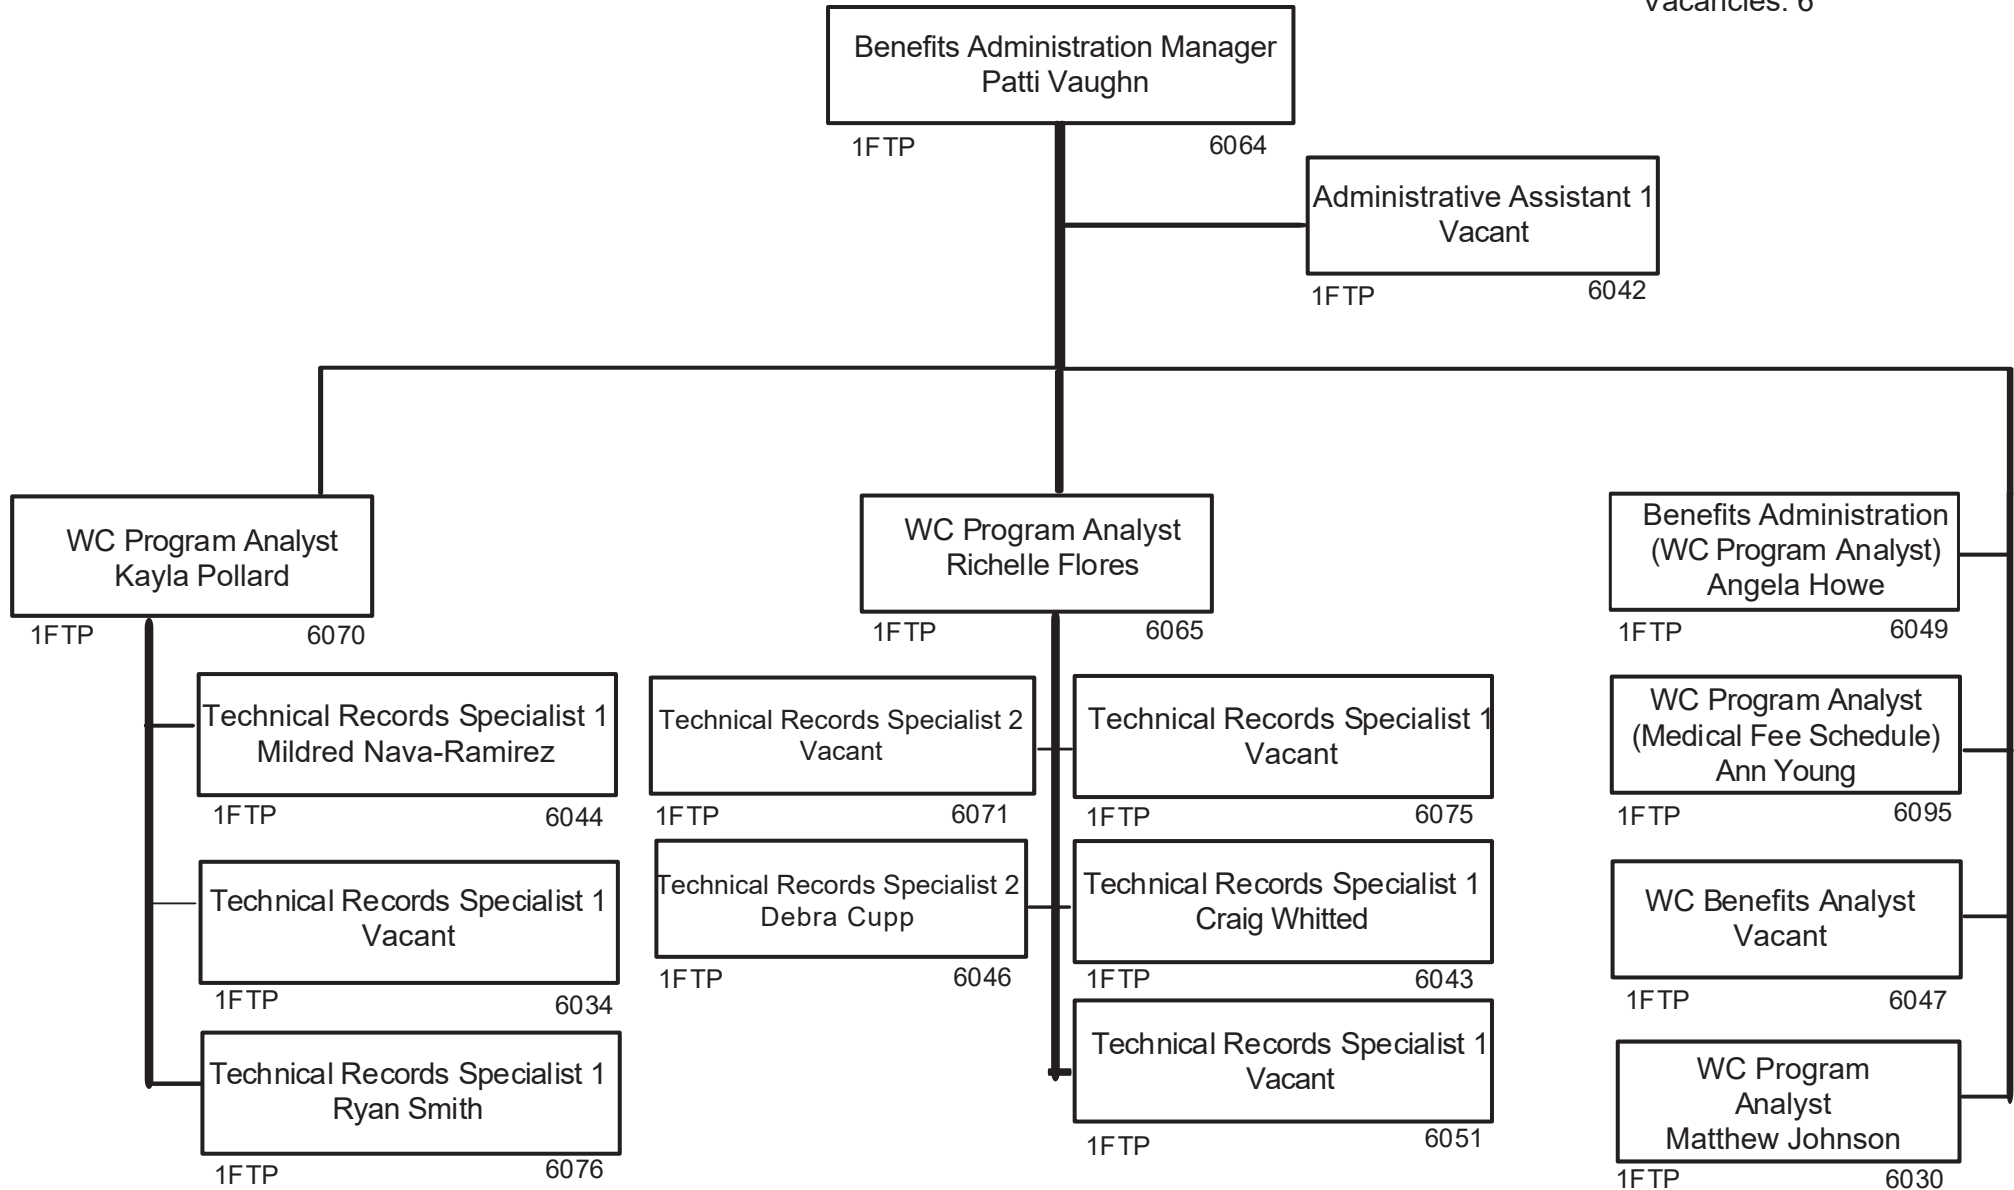 Vacancies: 6
Benefits Administration Manager
Patti Vaughn
1FTP
6064
Administrative Assistant 1
Vacant
1FTP
6042
WC Program Analyst
Kayla Pollard
1FTP
6070
Technical Records Specialist 1
Mildred Nava-Ramirez
1FTP
6044
Technical Records Specialist 1
Vacant
1FTP
6034
Technical Records Specialist 1
Ryan Smith
1FTP
6076
WC Program Analyst
Richelle Flores
1FTP
6065
Technical Records Specialist 2
Vacant
1FTP
6071
Technical Records Specialist 2
Debra Cupp
1FTP
6046
Technical Records Specialist 1
Vacant
1FTP
6075
Technical Records Specialist 1
Craig Whitted
1FTP
6043
Technical Records Specialist 1
Vacant
1FTP
6051
Benefits Administration
(WC Program Analyst)
Angela Howe
1FTP
6049
WC Program Analyst
(Medical Fee Schedule)
Ann Young
1FTP
6095
WC Benefits Analyst
Vacant
1FTP
6047
WC Program
Analyst
Matthew Johnson
1FTP
6030